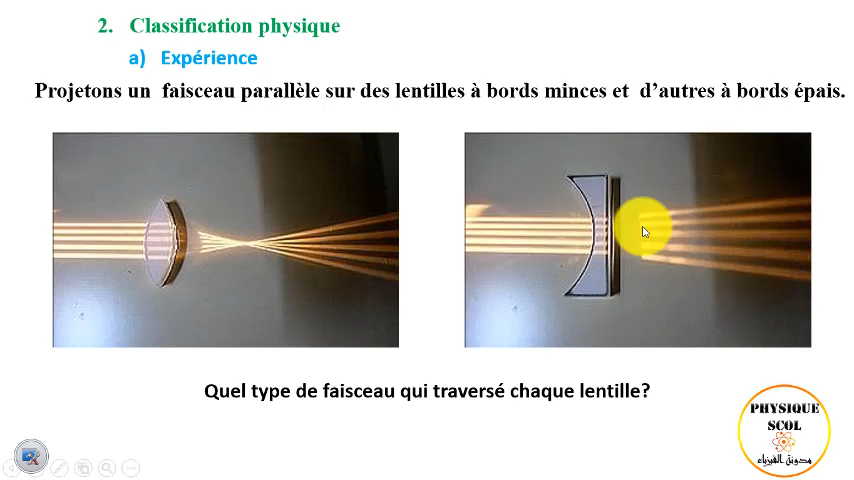 2. Classification physique
a) Expérience
Projetons un faisceau parallèle sur des lentilles à bords minces et d’autres à bords épais.
Quel type de faisceau qui traversé chaque lentille?
PHYSIQUE
SCOL
مدونة الفيزياء